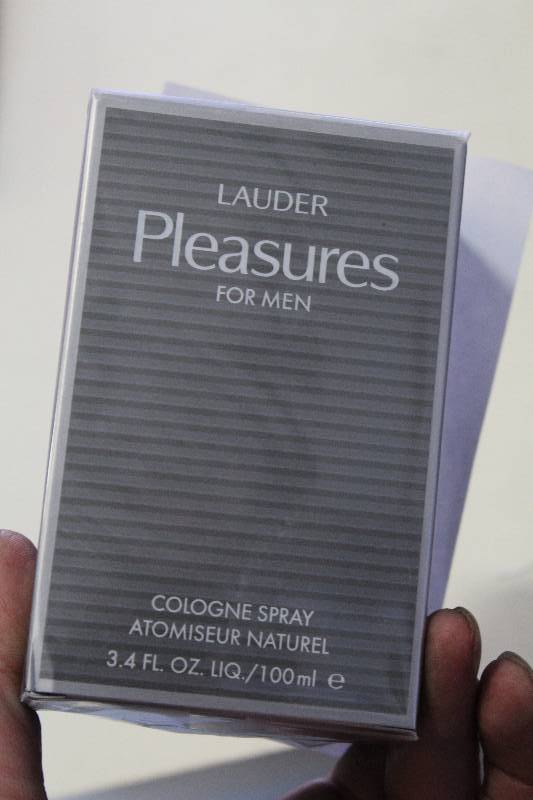 LAUDER
Pleasures
FOR MEN
COLOGNE SPRAY
ATOMISEUR NATUREL
3.4 FL. OZ. LIQ./100ml ℮